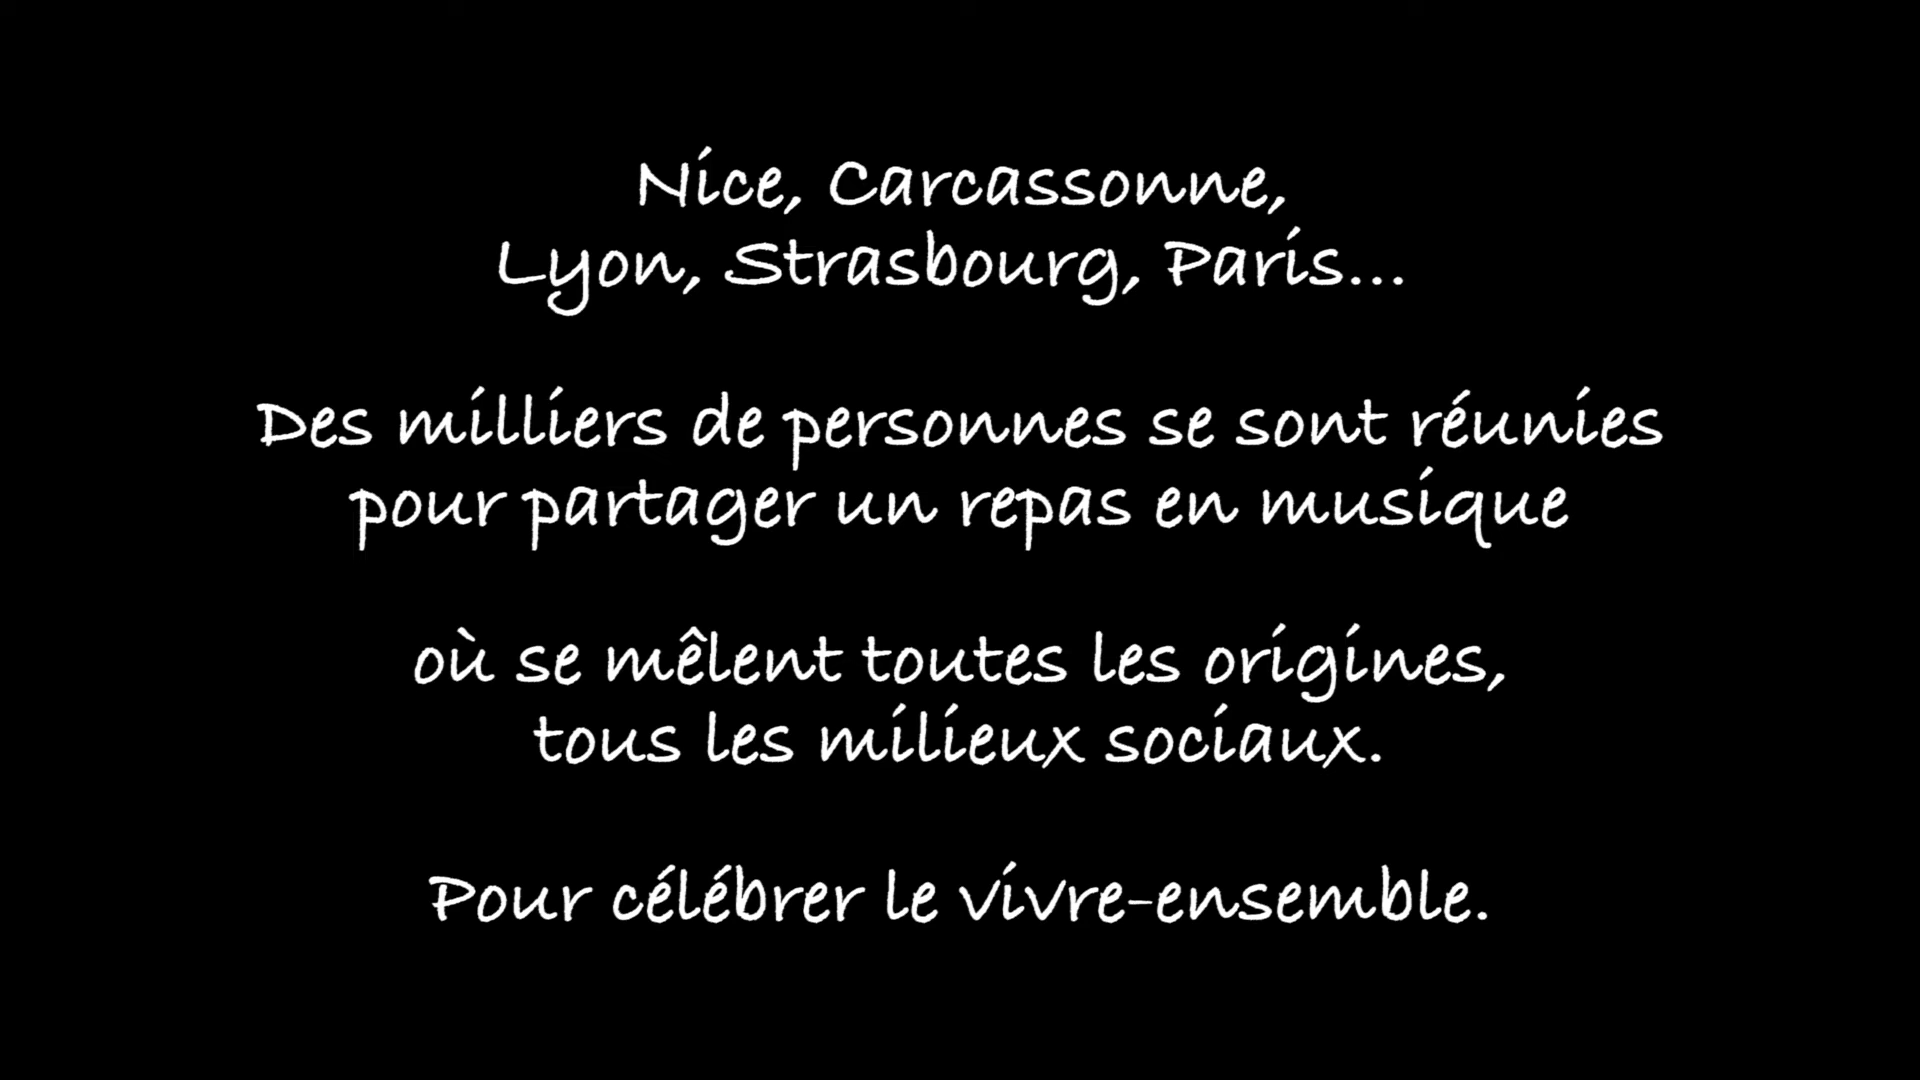 Nice, Carcassonne,
Lyon, Strasbourg, Paris...
Des milliers de personnes se sont réunies
pour partager un repas en musique
où se mêlent toutes les origines,
tous les milieux sociaux.
Pour célébrer le vivre-ensemble.